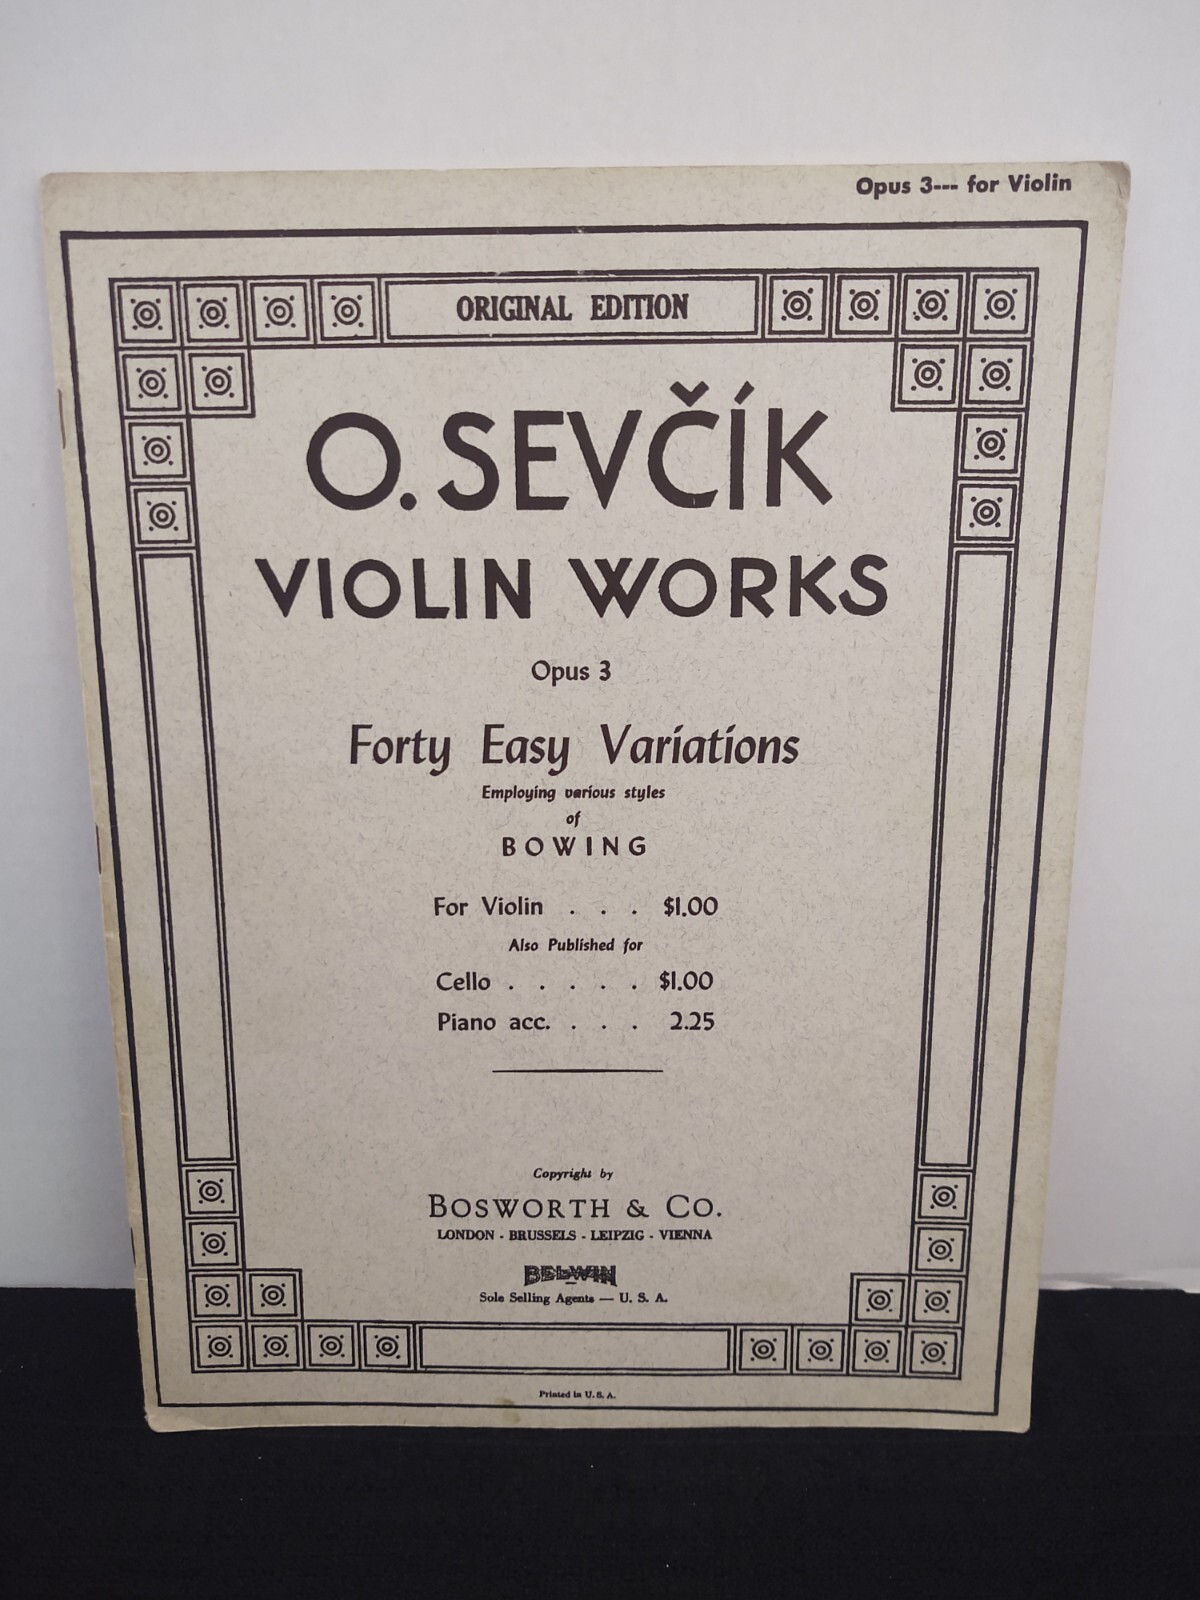 Opus 3--- for Violin
ORIGINAL EDITION
O. SEVČÍK
VIOLIN WORKS
Opus 3
Forty Easy Variations
Employing various styles
of
BOWING
For Violin . . . $1.00
Also Published for
Cello . . . . . $1.00
Piano acc. . . . 2.25
Copyright by
BOSWORTH & CO.
LONDON - BRUSSELS - LEIPZIG - VIENNA
BELWIN
Sole Selling Agents — U. S. A.
Printed in U. S. A.